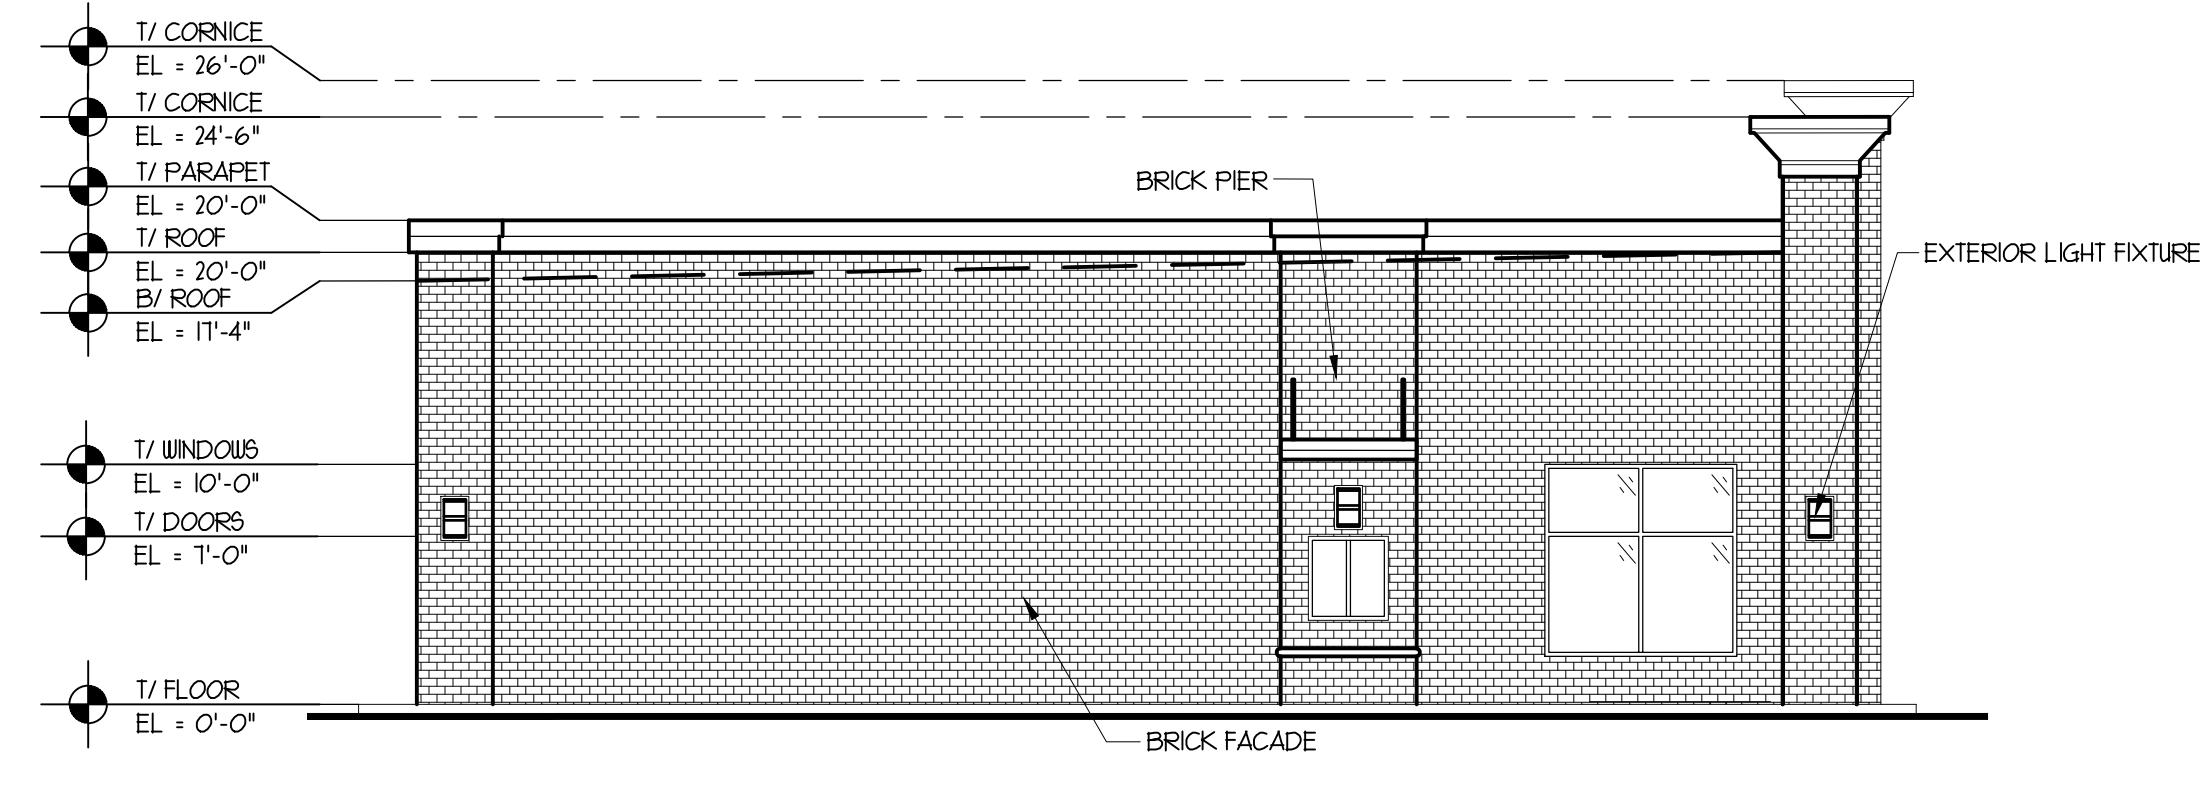 T/ CORNICE
EL = 26'-0"
T/ CORNICE
EL = 24'-6"
T/ PARAPET
EL = 20'-0"
T/ ROOF
EL = 20'-0"
B/ ROOF
EL = 17'-4"
BRICK PIER
EXTERIOR LIGHT FIXTURE
T/ WINDOWS
EL = 10'-0"
T/ DOORS
EL = 7'-0"
T/ FLOOR
EL = 0'-0"
BRICK FACADE